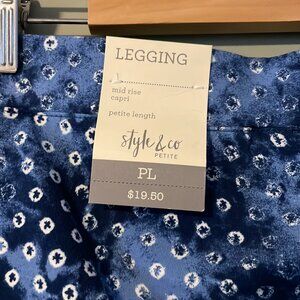 LEGGING
mid rise
capri
petite length
style & co
PETITE
PL
$19.50